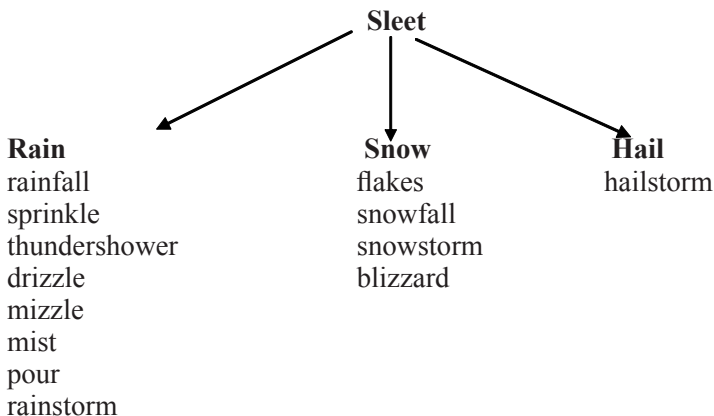 Sleet
Rain
rainfall
sprinkle
thundershower
drizzle
mizzle
mist
pour
rainstorm
Snow
flakes
snowfall
snowstorm
blizzard
Hail
hailstorm